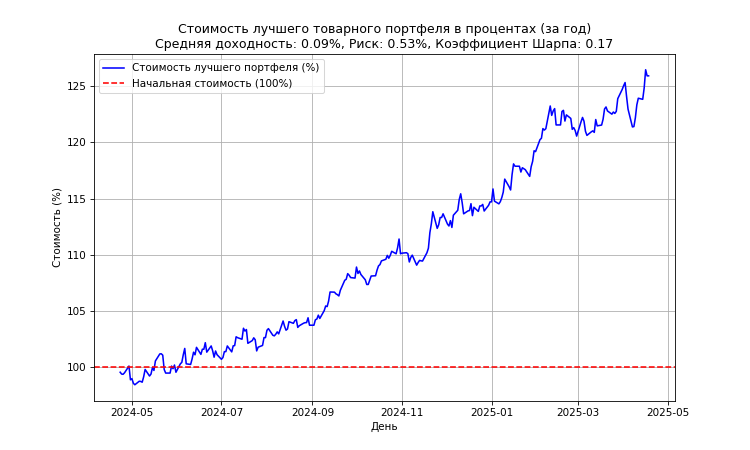 Стоимость лучшего товарного портфеля в процентах (за год)
Средняя доходность: 0.09%, Риск: 0.53%, Коэффициент Шарпа: 0.17
Стоимость лучшего портфеля (%)
Начальная стоимость (100%)
Стоимость (%)
125
120
115
110
105
100
2024-05
2024-07
2024-09
2024-11
2025-01
2025-03
2025-05
День